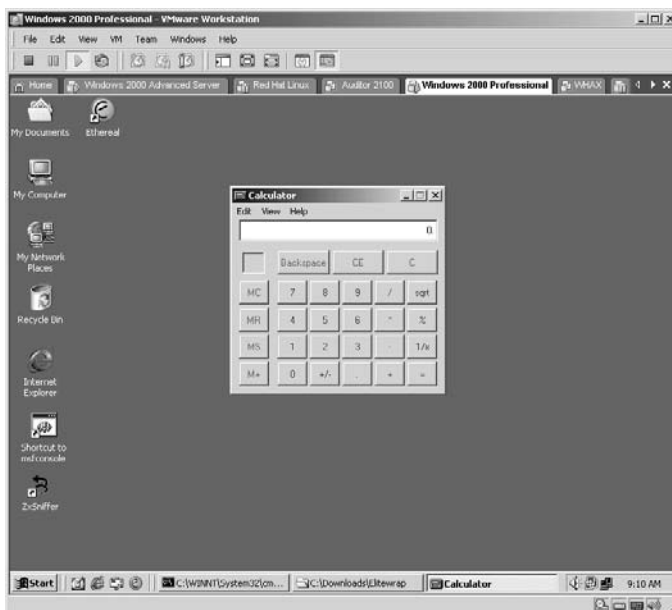 Windows 2000 Professional - VMware Workstation
File Edit View VM Team Windows Help
Home Windows 2000 Advanced Server Red Hat Linux Auditor 2100 Windows 2000 Professional WHAX
My Documents Ethereal
My Computer
Calculator
Edit View Help
0.
Backspace CE C
MC 7 8 9 / sqrt
My Network
Places
MR 4 5 6 * %
Recycle Bin
MS 1 2 3 - 1/x
M+ 0 +/- . + =
Internet
Explorer
Shortcut to
msfconsole
ZxSniffer
Start C:\WINNT\System32\cm... C:\Downloads\Elitewrap Calculator 9:10 AM